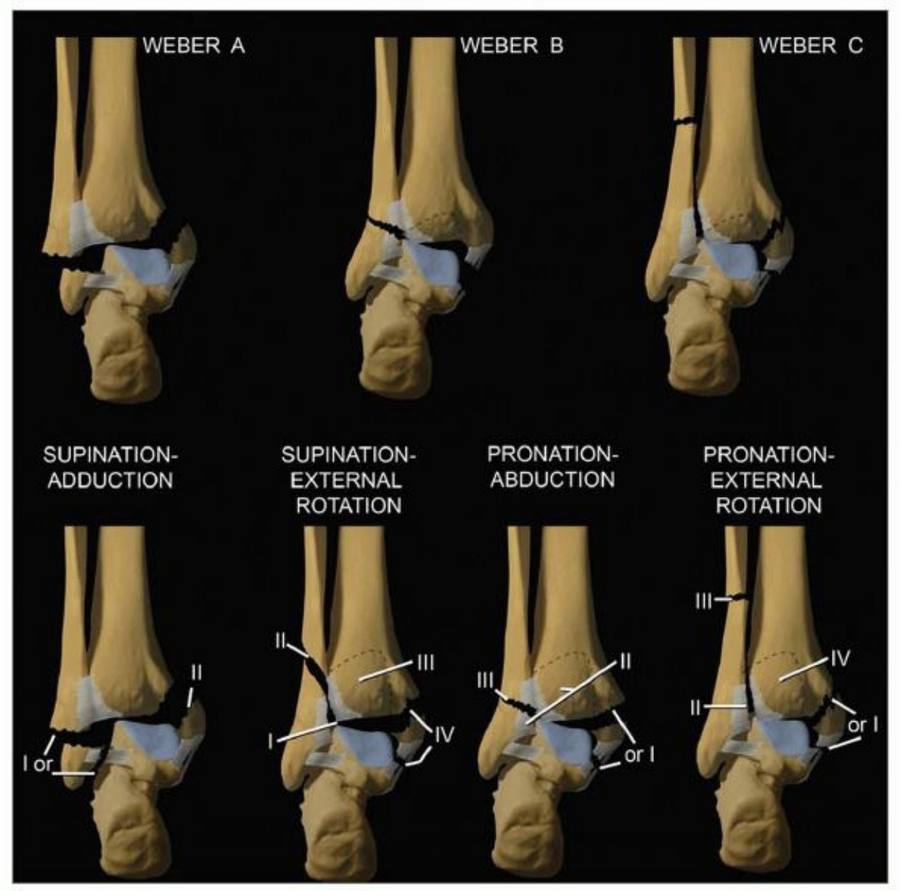 WEBER A
WEBER B
WEBER C
SUPINATION-
ADDUCTION
SUPINATION-
EXTERNAL
ROTATION
PRONATION-
ABDUCTION
PRONATION-
EXTERNAL
ROTATION
II
I or
II
III
I
IV
III
II
or I
III
IV
II
or I